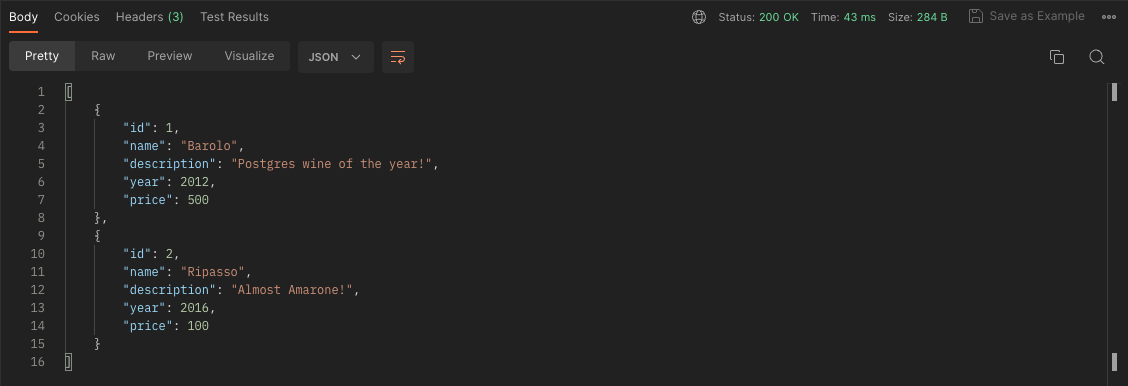 Body Cookies Headers (3) Test Results Status: 200 OK Time: 43 ms Size: 284 B Save as Example
Pretty Raw Preview Visualize JSON
1 [
2 {
3 "id": 1,
4 "name": "Barolo",
5 "description": "Postgres wine of the year!",
6 "year": 2012,
7 "price": 500
8 },
9 {
10 "id": 2,
11 "name": "Ripasso",
12 "description": "Almost Amarone!",
13 "year": 2016,
14 "price": 100
15 }
16 ]